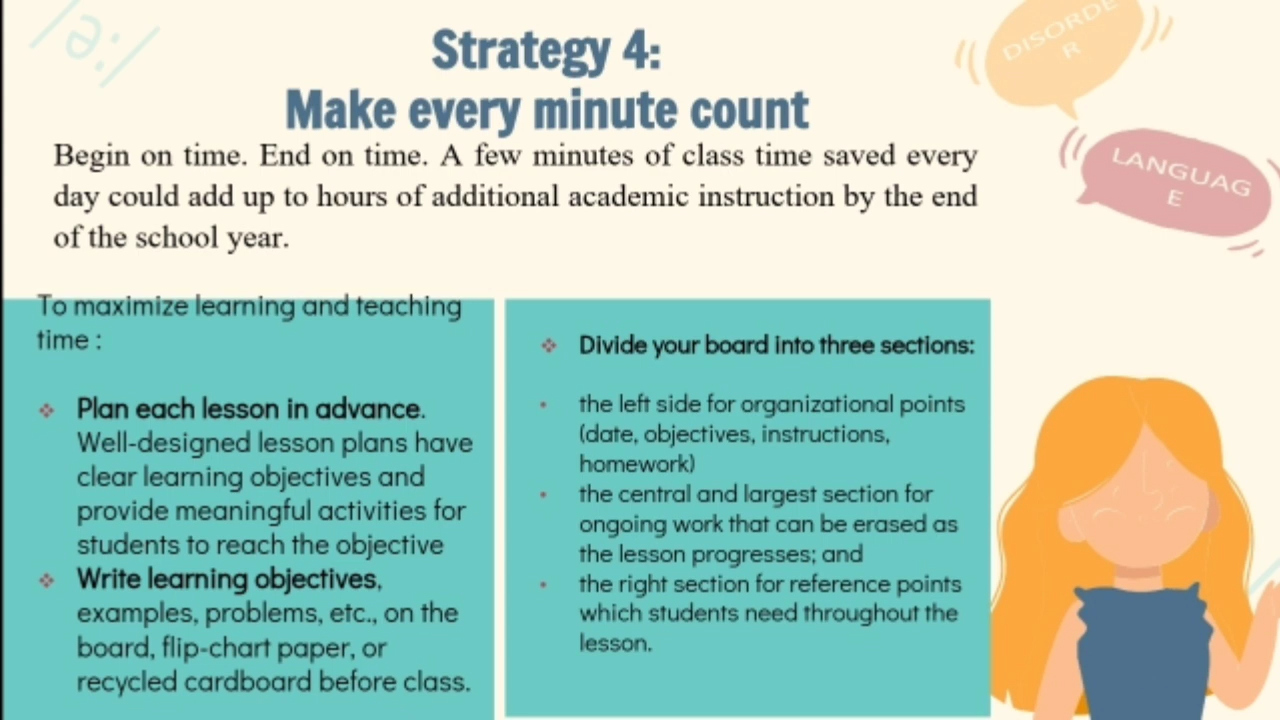 /ə:/
Strategy 4:
Make every minute count
DISORDE
R
LANGUAG
E
Begin on time. End on time. A few minutes of class time saved every
day could add up to hours of additional academic instruction by the end
of the school year.
To maximize learning and teaching
time :
❖ Plan each lesson in advance.
Well-designed lesson plans have
clear learning objectives and
provide meaningful activities for
students to reach the objective
❖ Write learning objectives,
examples, problems, etc., on the
board, flip-chart paper, or
recycled cardboard before class.
❖ Divide your board into three sections:
• the left side for organizational points
(date, objectives, instructions,
homework)
• the central and largest section for
ongoing work that can be erased as
the lesson progresses; and
• the right section for reference points
which students need throughout the
lesson.